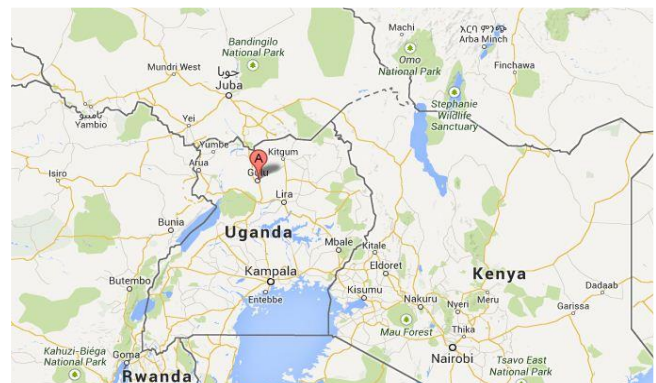 Machi
አርባ ምንጭ
Arba Minch
Bandingilo
National Park
Omo
National Park
Finchawa
Mundri West
جوبا
Juba
Stephanie
Wildlife
Sanctuary
يامبيو
Yambio
Yei
Yumbe
Kitgum
A
Arua
Gulu
Isiro
Lira
Bunia
Uganda
Mbale
Kitale
Eldoret
Kampala
Kenya
Butembo
Entebbe
Kisumu
Nakuru
Nyeri
Meru
Dadaab
Garissa
Mau Forest
Thika
Kahuzi-Biéga
National Park
Goma
Nairobi
Tsavo East
National Park
Rwanda